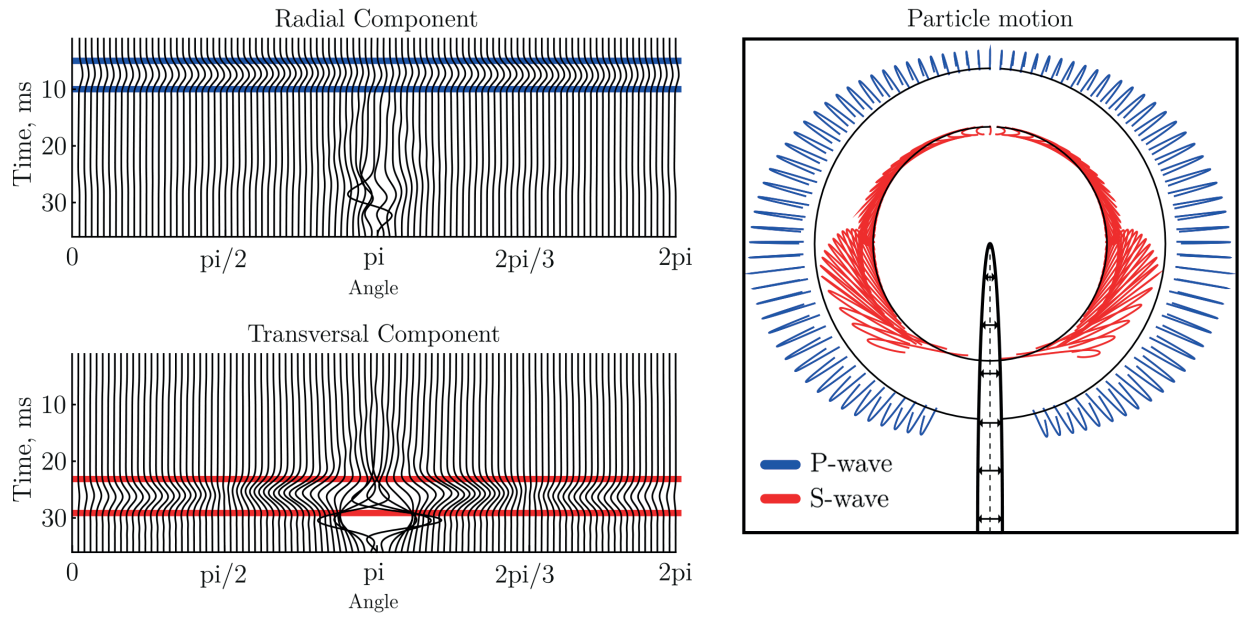 Radial Component
Time, ms
10
20
30
0
pi/2
pi
2pi/3
2pi
Angle
Transversal Component
Time, ms
10
20
30
0
pi/2
pi
2pi/3
2pi
Angle
Particle motion
P-wave
S-wave